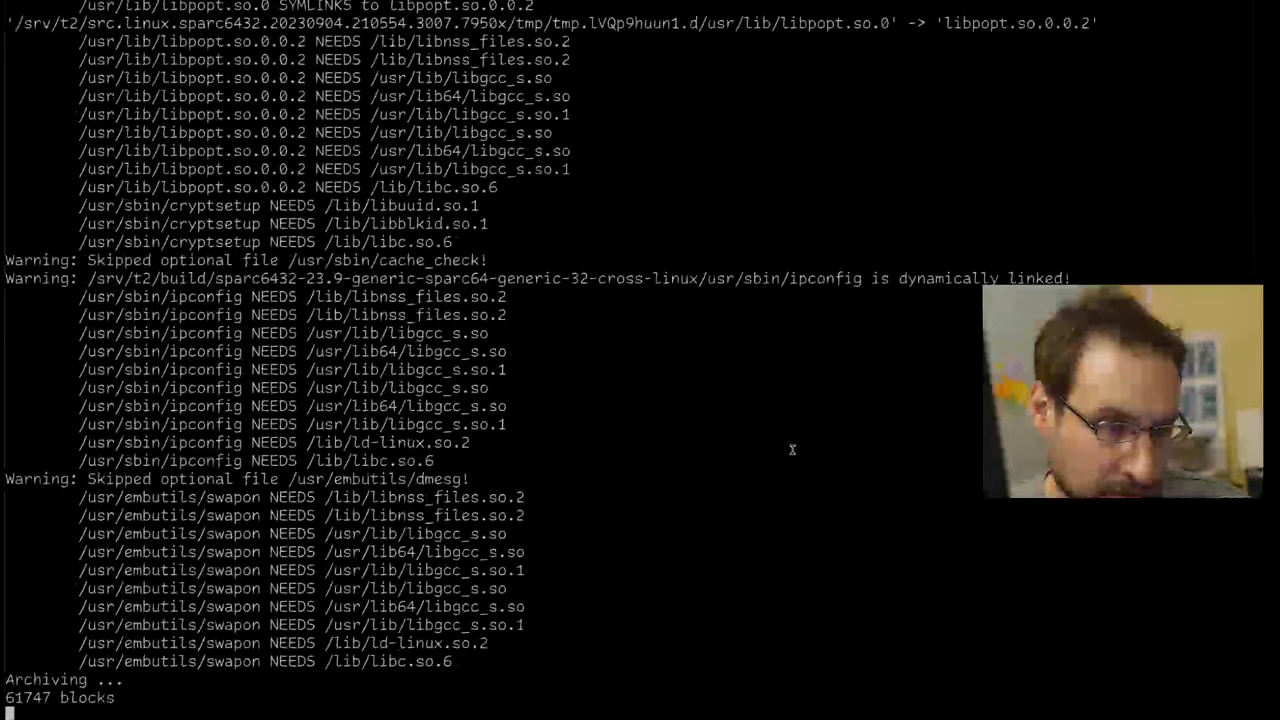 /usr/lib/libpopt.so.0 SYMLINKS to libpopt.so.0.0.2
'/srv/t2/src.linux.sparc6432.20230904.210554.3007.7950x/tmp/tmp.lVQp9huun1.d/usr/lib/libpopt.so.0' -> 'libpopt.so.0.0.2'
/usr/lib/libpopt.so.0.0.2 NEEDS /lib/libnss_files.so.2
/usr/lib/libpopt.so.0.0.2 NEEDS /lib/libnss_files.so.2
/usr/lib/libpopt.so.0.0.2 NEEDS /usr/lib/libgcc_s.so
/usr/lib/libpopt.so.0.0.2 NEEDS /usr/lib64/libgcc_s.so
/usr/lib/libpopt.so.0.0.2 NEEDS /usr/lib/libgcc_s.so.1
/usr/lib/libpopt.so.0.0.2 NEEDS /usr/lib/libgcc_s.so
/usr/lib/libpopt.so.0.0.2 NEEDS /usr/lib64/libgcc_s.so
/usr/lib/libpopt.so.0.0.2 NEEDS /usr/lib/libgcc_s.so.1
/usr/lib/libpopt.so.0.0.2 NEEDS /lib/libc.so.6
/usr/sbin/cryptsetup NEEDS /lib/libuuid.so.1
/usr/sbin/cryptsetup NEEDS /lib/libblkid.so.1
/usr/sbin/cryptsetup NEEDS /lib/libc.so.6
Warning: Skipped optional file /usr/sbin/cache_check!
Warning: /srv/t2/build/sparc6432-23.9-generic-sparc64-generic-32-cross-linux/usr/sbin/ipconfig is dynamically linked!
/usr/sbin/ipconfig NEEDS /lib/libnss_files.so.2
/usr/sbin/ipconfig NEEDS /lib/libnss_files.so.2
/usr/sbin/ipconfig NEEDS /usr/lib/libgcc_s.so
/usr/sbin/ipconfig NEEDS /usr/lib64/libgcc_s.so
/usr/sbin/ipconfig NEEDS /usr/lib/libgcc_s.so.1
/usr/sbin/ipconfig NEEDS /usr/lib/libgcc_s.so
/usr/sbin/ipconfig NEEDS /usr/lib64/libgcc_s.so
/usr/sbin/ipconfig NEEDS /usr/lib/libgcc_s.so.1
/usr/sbin/ipconfig NEEDS /lib/ld-linux.so.2
/usr/sbin/ipconfig NEEDS /lib/libc.so.6
Warning: Skipped optional file /usr/embutils/dmesg!
/usr/embutils/swapon NEEDS /lib/libnss_files.so.2
/usr/embutils/swapon NEEDS /lib/libnss_files.so.2
/usr/embutils/swapon NEEDS /usr/lib/libgcc_s.so
/usr/embutils/swapon NEEDS /usr/lib64/libgcc_s.so
/usr/embutils/swapon NEEDS /usr/lib/libgcc_s.so.1
/usr/embutils/swapon NEEDS /usr/lib/libgcc_s.so
/usr/embutils/swapon NEEDS /usr/lib64/libgcc_s.so
/usr/embutils/swapon NEEDS /usr/lib/libgcc_s.so.1
/usr/embutils/swapon NEEDS /lib/ld-linux.so.2
/usr/embutils/swapon NEEDS /lib/libc.so.6
Archiving ...
61747 blocks